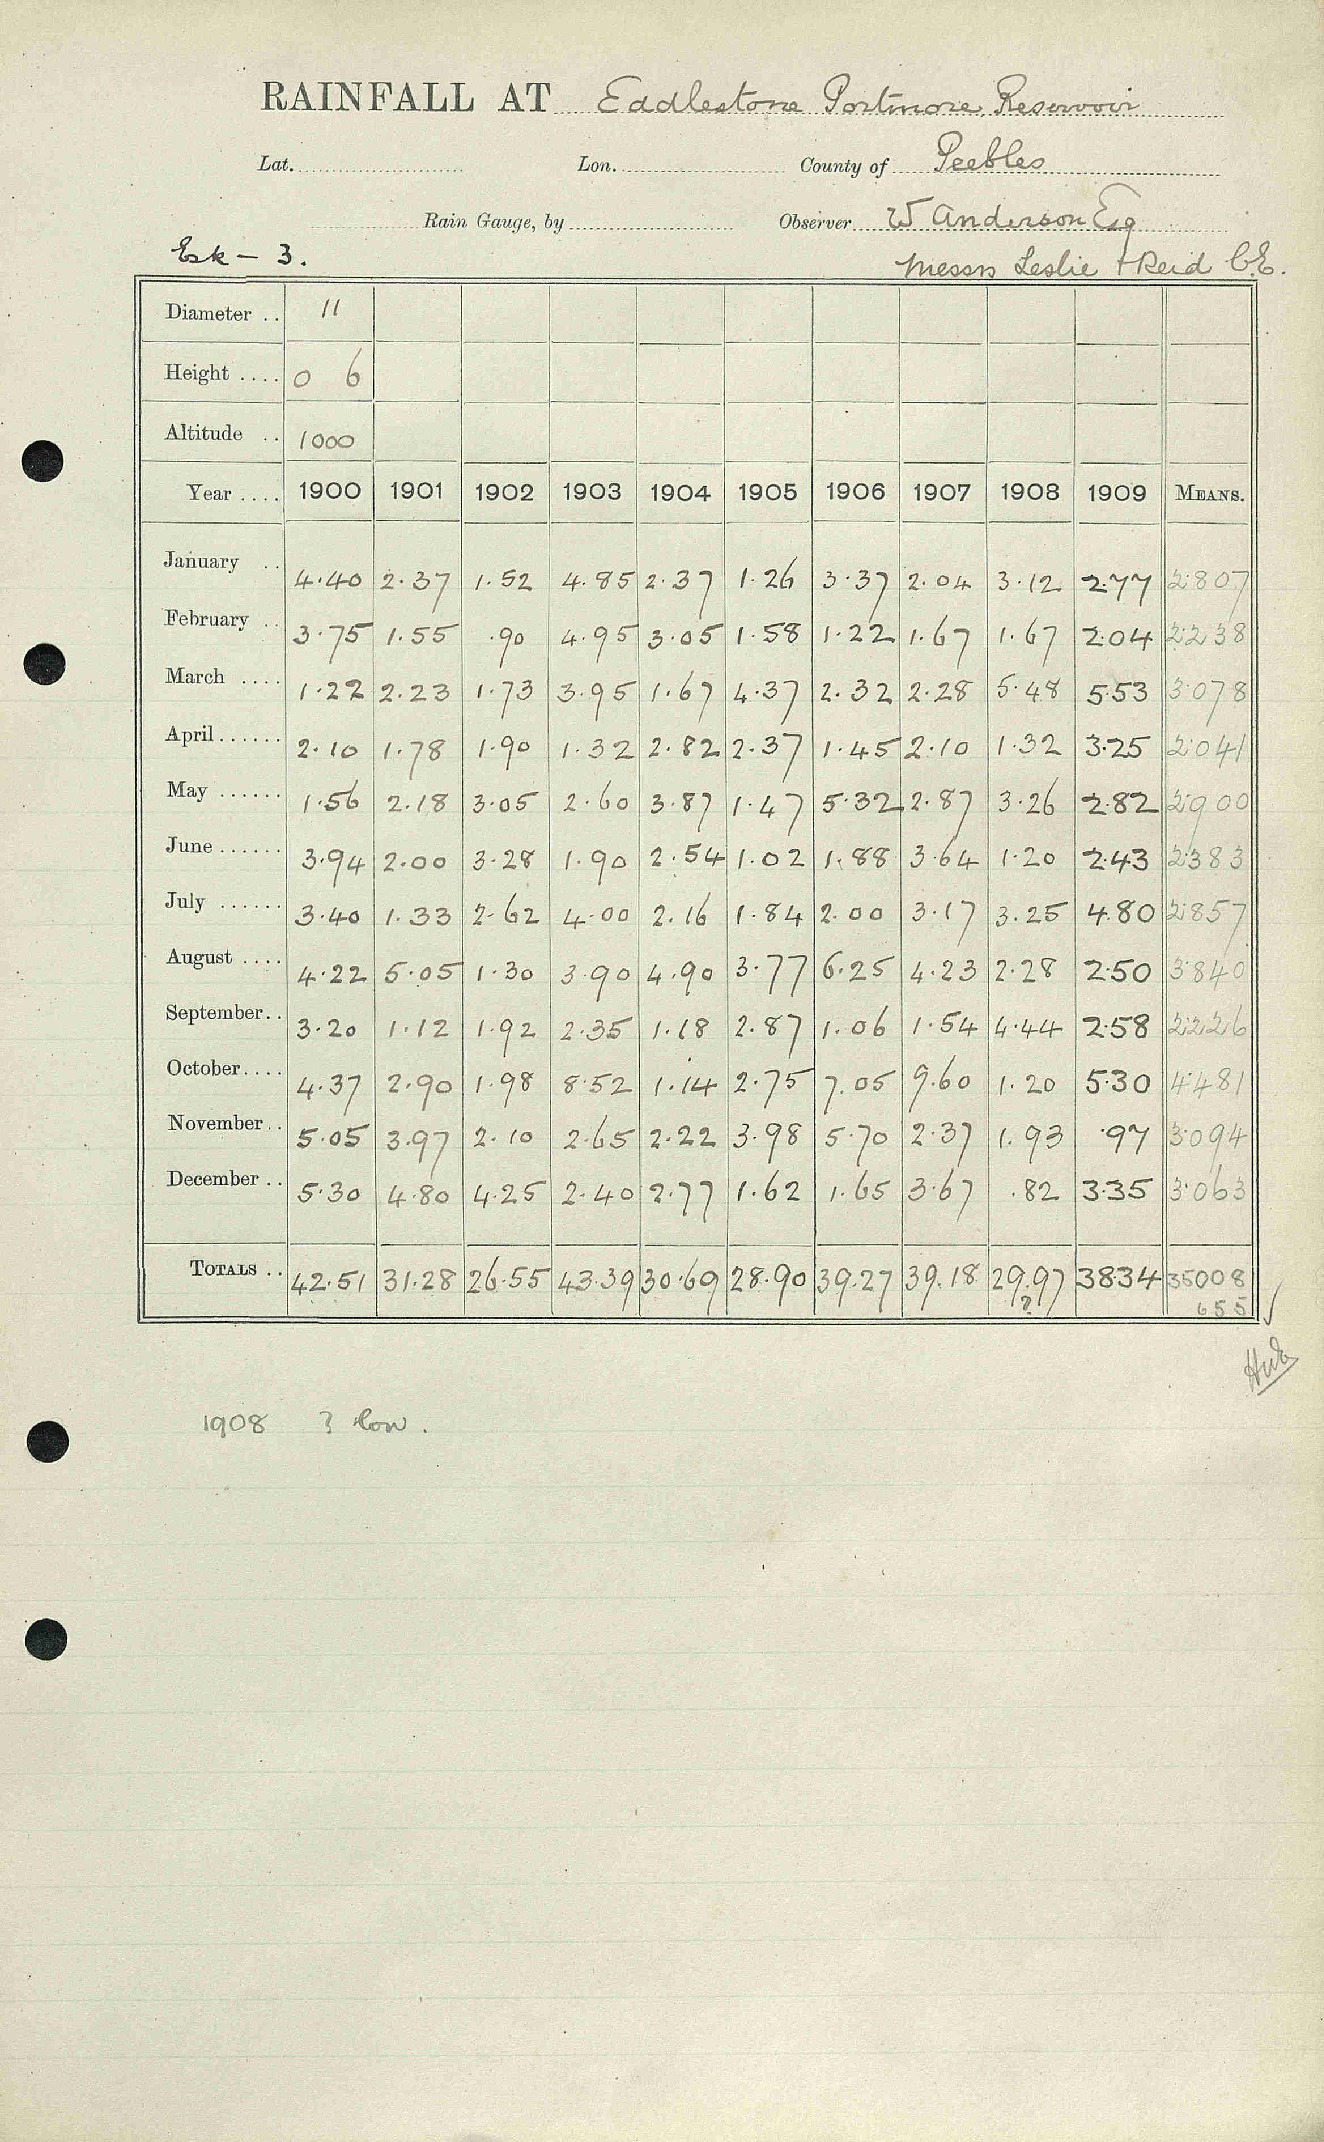 RAINFALL AT Eddlestone Portmore Reservoir
Lat. Lon. County of Peebles
Rain Gauge, by Observer W Anderson Esq
Esk - 3. Messrs Leslie + Reid C.E.
Diameter .. 11
Height .... 0 6
Altitude .. 1000
Year .... 1900 1901 1902 1903 1904 1905 1906 1907 1908 1909 MEANS.
January .. 4.40 2.37 1.52 4.85 2.37 1.26 3.37 2.04 3.12 2.77 2.807
February .. 3.75 1.55 .90 4.95 3.05 1.58 1.22 1.67 1.67 2.04 2.238
March .... 1.22 2.23 1.73 3.95 1.67 4.37 2.32 2.28 5.48 5.53 3.078
April ...... 2.10 1.78 1.90 1.32 2.82 2.37 1.45 2.10 1.32 3.25 2.041
May ...... 1.56 2.18 3.05 2.60 3.87 1.47 5.32 2.87 3.26 2.82 2.900
June ...... 3.94 2.00 3.28 1.90 2.54 1.02 1.88 3.64 1.20 2.43 2.383
July ...... 3.40 1.33 2.62 4.00 2.16 1.84 2.00 3.17 3.25 4.80 2.857
August .... 4.22 5.05 1.30 3.90 4.90 3.77 6.25 4.23 2.28 2.50 3.840
September.. 3.20 1.12 1.92 2.35 1.18 2.87 1.06 1.54 4.44 2.58 2.226
October.... 4.37 2.90 1.98 8.52 1.14 2.75 7.05 9.60 1.20 5.30 4.481
November.. 5.05 3.97 2.10 2.65 2.22 3.98 5.70 2.37 1.93 .97 3.094
December .. 5.30 4.80 4.25 2.40 2.77 1.62 1.65 3.67 .82 3.35 3.063
TOTALS .. 42.51 31.28 26.55 43.39 30.69 28.90 39.27 39.18 29.97 38.34 35008
? 655 ✓
1908 ? low.